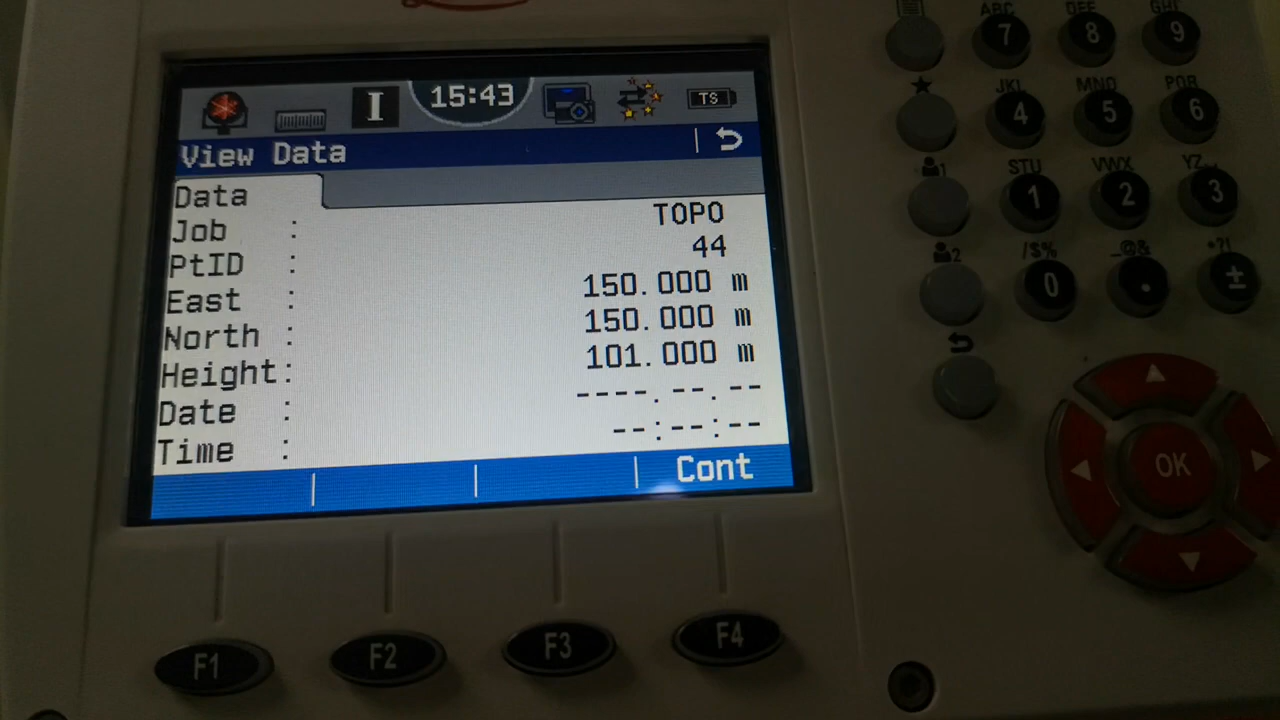 I 15:43 TS
View Data
Data
Job : TOPO
PtID : 44
East : 150.000 m
North : 150.000 m
Height: 101.000 m
Date : ----.--.--
Time : --:--:--
Cont
F1 F2 F3 F4
ABC DEF GHI
7 8 9
JKL MNO PQR
4 5 6
1 STU VWX YZ
1 2 3
2 /$% _@& *?!
0 . ±
OK